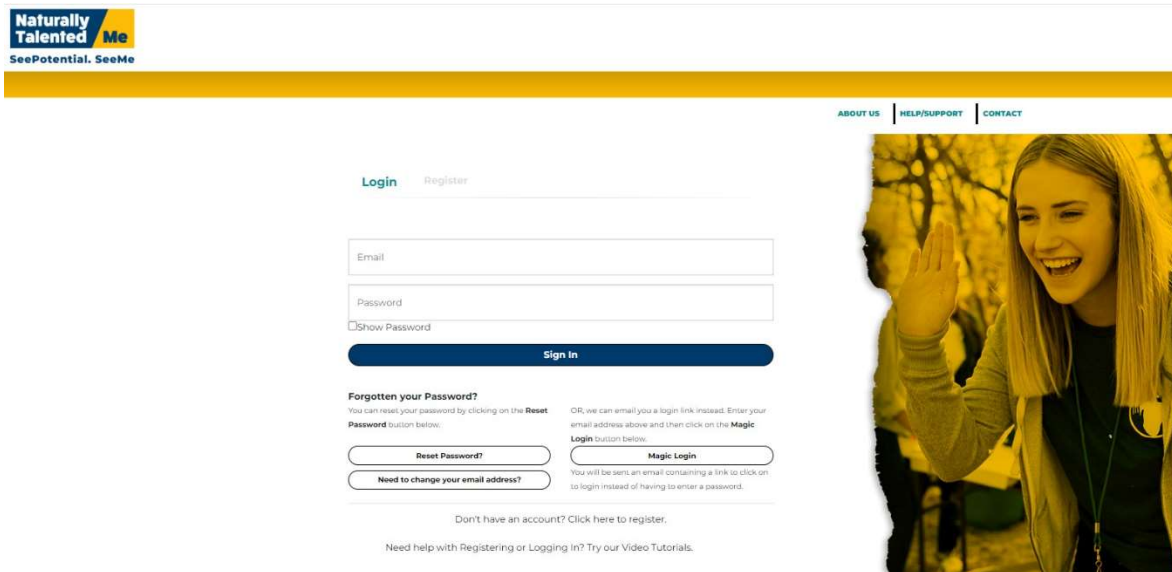 Naturally
Talented Me
SeePotential. SeeMe
ABOUT US HELP/SUPPORT CONTACT
Login Register
Email
Password
Show Password
Sign In
Forgotten your Password?
You can reset your password by clicking on the Reset
Password button below.
OR, we can email you a login link instead. Enter your
email address above and then click on the Magic
Login button below.
Reset Password?
Magic Login
Need to change your email address?
You will be sent an email containing a link to click on
to login instead of having to enter a password.
Don't have an account? Click here to register.
Need help with Registering or Logging In? Try our Video Tutorials.